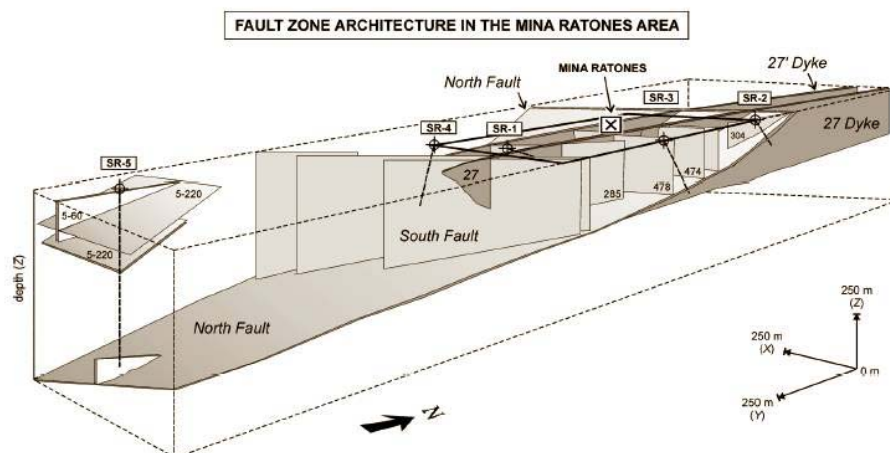 FAULT ZONE ARCHITECTURE IN THE MINA RATONES AREA
27' Dyke
North Fault
MINA RATONES
SR-3
SR-2
SR-4
SR-1
304
27 Dyke
SR-5
27
474
478
285
5-220
5-60
5-220
South Fault
depth (Z)
North Fault
250 m
(Z)
250 m
(X)
0 m
250 m
(Y)
N